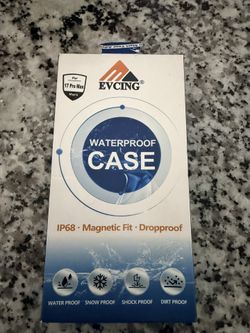 For
17 Pro Max
EVCING®
WATERPROOF
CASE
IP68 · Magnetic Fit · Dropproof
WATER PROOF
SNOW PROOF
SHOCK PROOF
DIRT PROOF